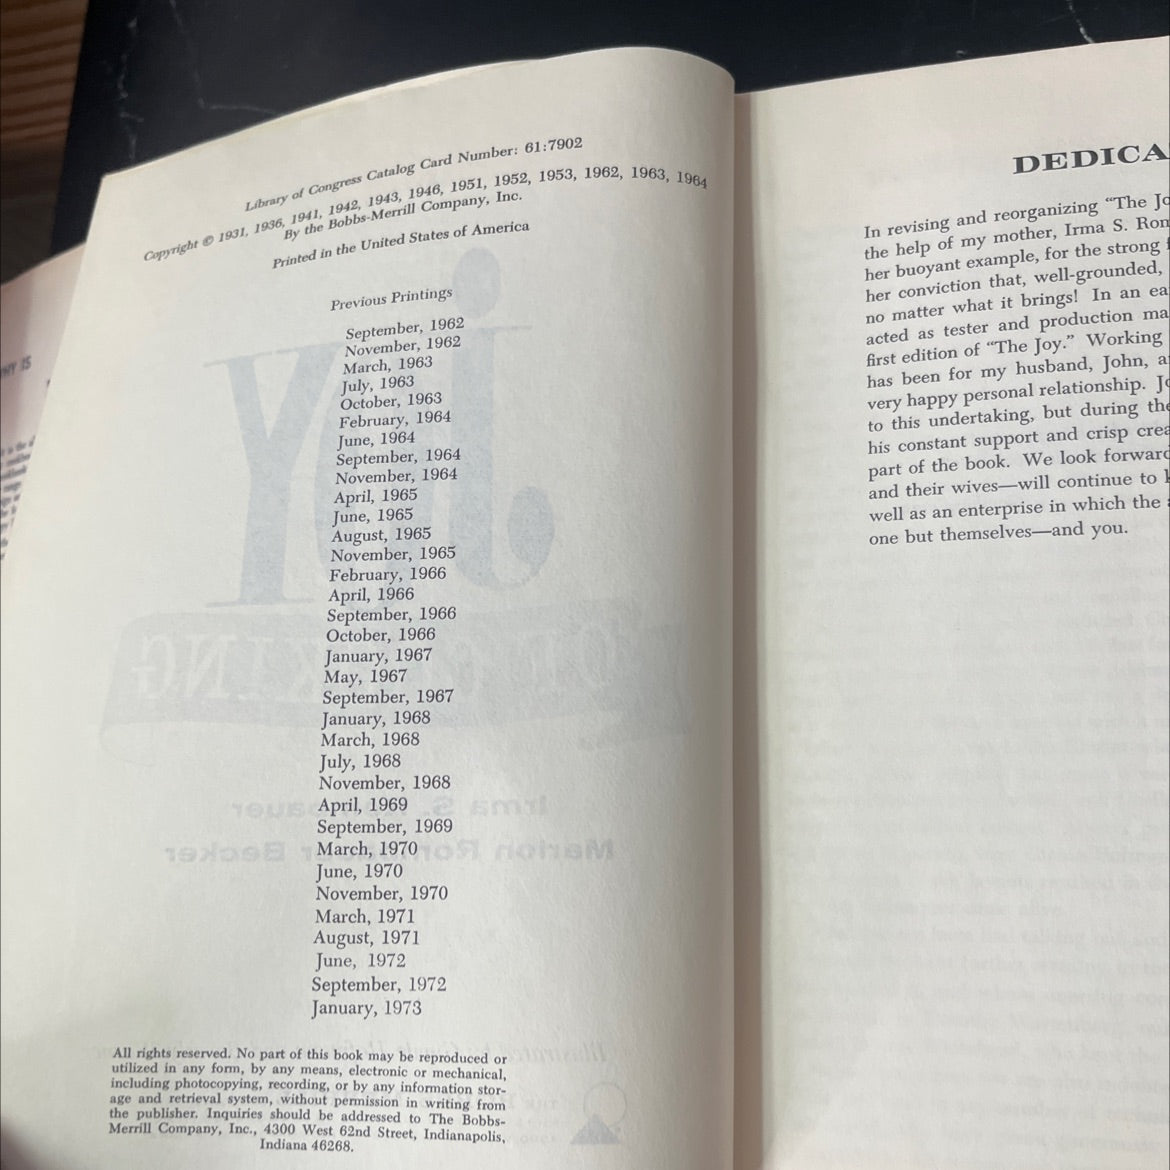 Library of Congress Catalog Card Number: 61:7902
Copyright © 1931, 1936, 1941, 1942, 1943, 1946, 1951, 1952, 1953, 1962, 1963, 1964
By the Bobbs-Merrill Company, Inc.
Printed in the United States of America
Previous Printings
September, 1962
November, 1962
March, 1963
July, 1963
October, 1963
February, 1964
June, 1964
September, 1964
November, 1964
April, 1965
June, 1965
August, 1965
November, 1965
February, 1966
April, 1966
September, 1966
October, 1966
January, 1967
May, 1967
September, 1967
January, 1968
March, 1968
July, 1968
November, 1968
April, 1969
September, 1969
March, 1970
June, 1970
November, 1970
March, 1971
August, 1971
June, 1972
September, 1972
January, 1973
All rights reserved. No part of this book may be reproduced or
utilized in any form, by any means, electronic or mechanical,
including photocopying, recording, or by any information stor-
age and retrieval system, without permission in writing from
the publisher. Inquiries should be addressed to The Bobbs-
Merrill Company, Inc., 4300 West 62nd Street, Indianapolis,
Indiana 46268.
DEDICA
In revising and reorganizing “The Jo
the help of my mother, Irma S. Rom
her buoyant example, for the strong f
her conviction that, well-grounded,
no matter what it brings! In an ea
acted as tester and production ma
first edition of “The Joy.” Working
has been for my husband, John, a
very happy personal relationship. Jo
to this undertaking, but during the
his constant support and crisp crea
part of the book. We look forward
and their wives—will continue to k
well as an enterprise in which the a
one but themselves—and you.